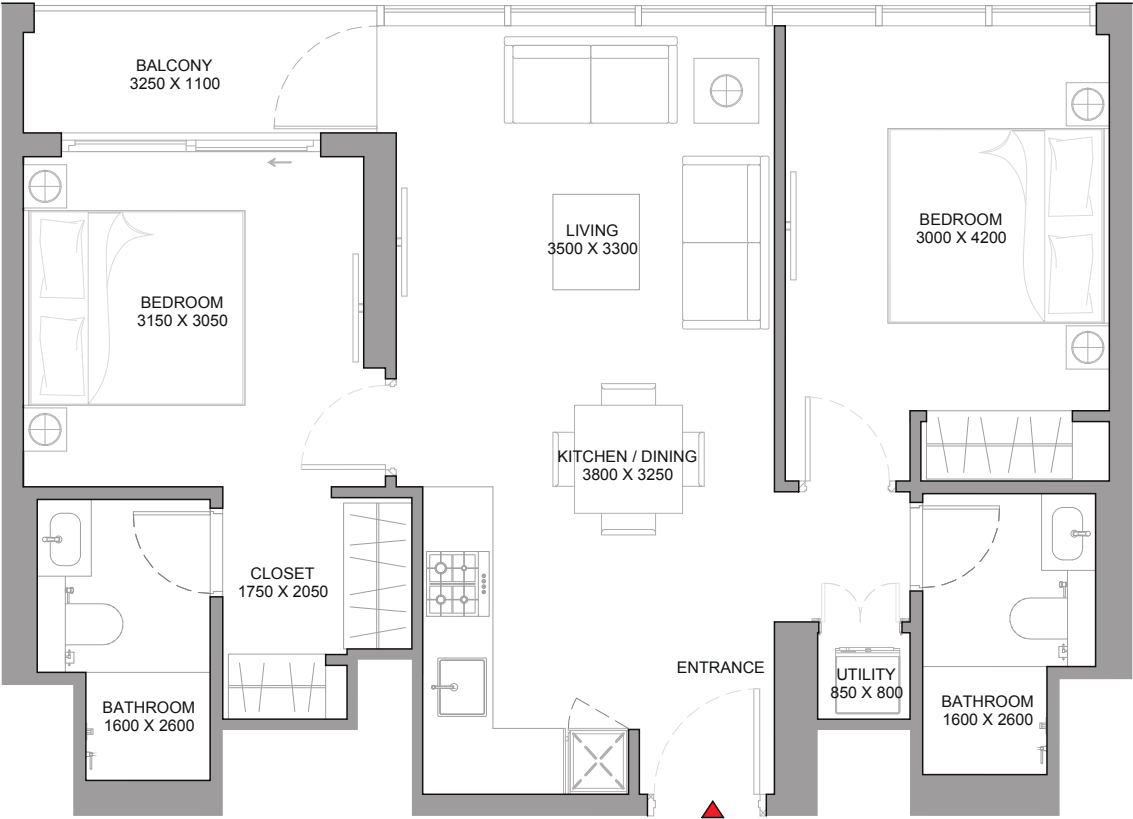 BALCONY
3250 X 1100
LIVING
3500 X 3300
BEDROOM
3000 X 4200
BEDROOM
3150 X 3050
KITCHEN / DINING
3800 X 3250
CLOSET
1750 X 2050
ENTRANCE
UTILITY
850 X 800
BATHROOM
1600 X 2600
BATHROOM
1600 X 2600